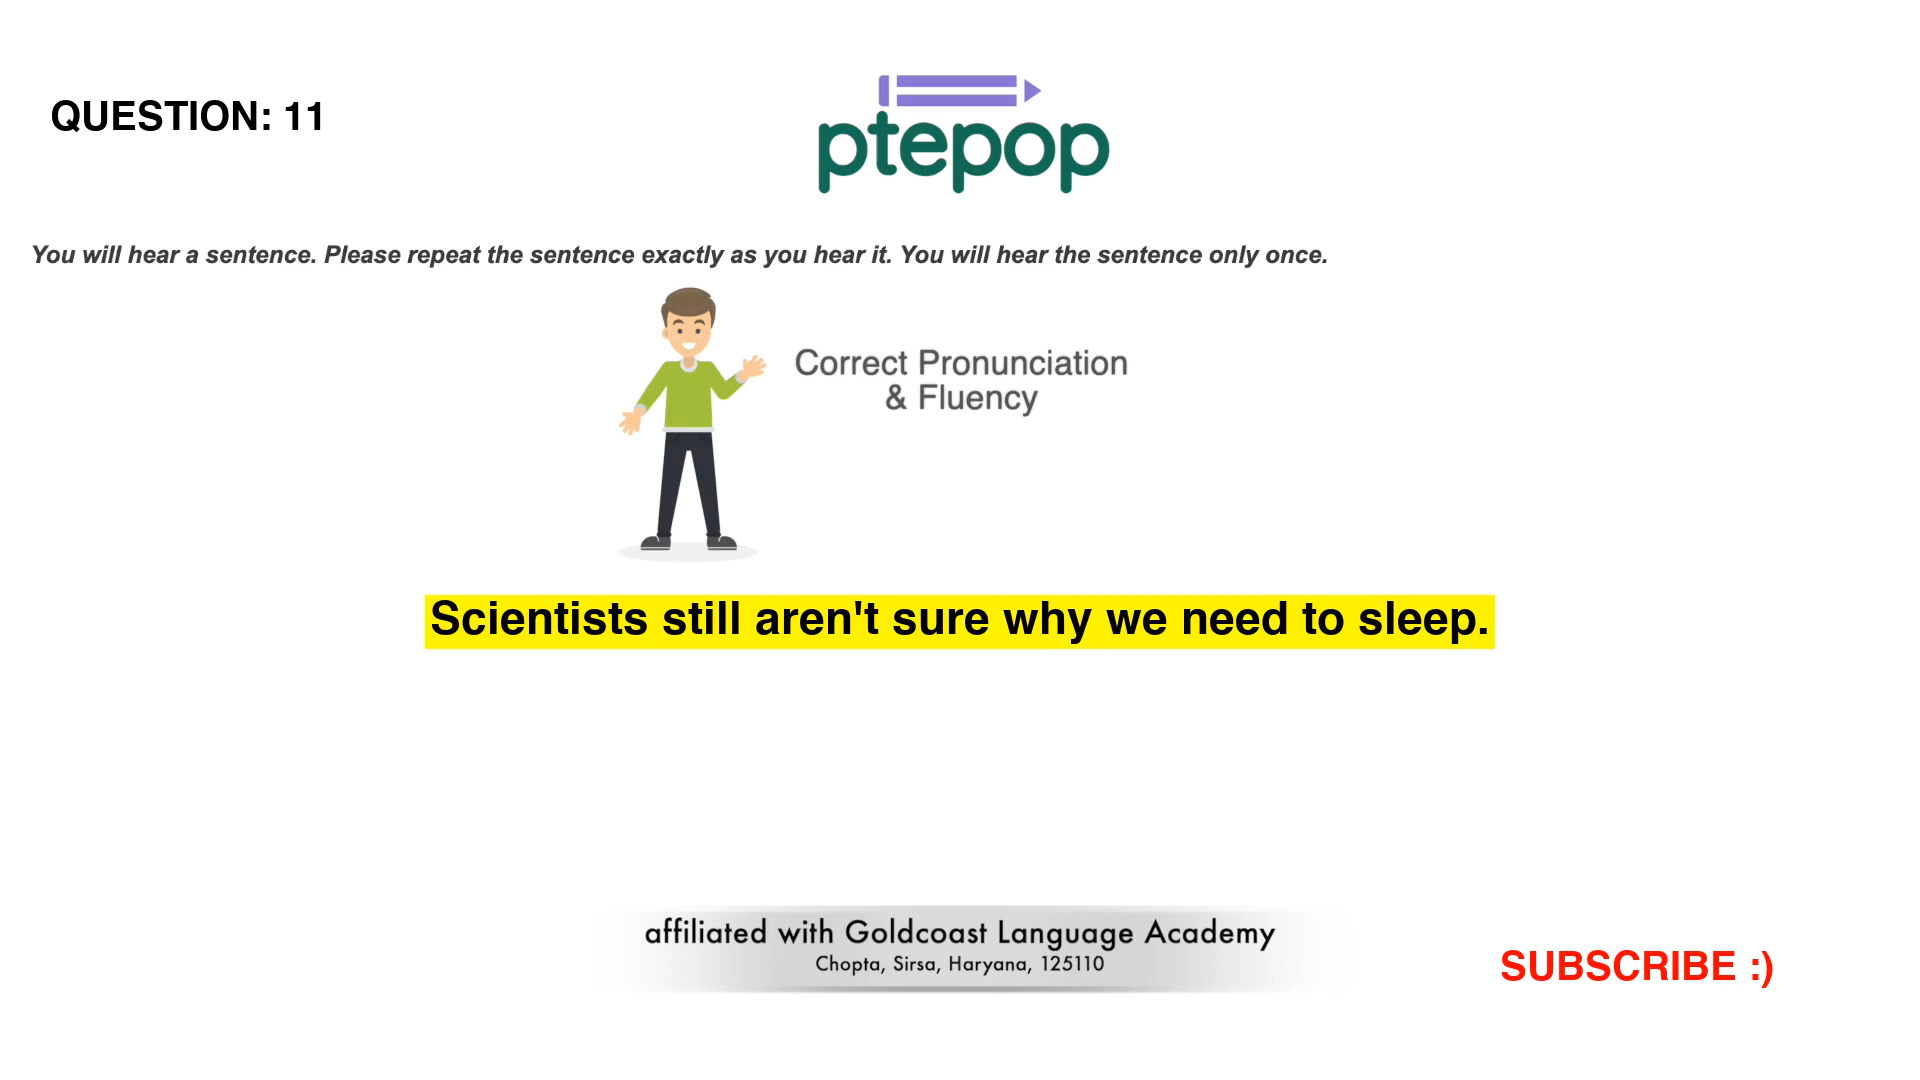 QUESTION: 11
ptepop
You will hear a sentence. Please repeat the sentence exactly as you hear it. You will hear the sentence only once.
Correct Pronunciation
& Fluency
Scientists still aren't sure why we need to sleep.
affiliated with Goldcoast Language Academy
Chopta, Sirsa, Haryana, 125110
SUBSCRIBE :)